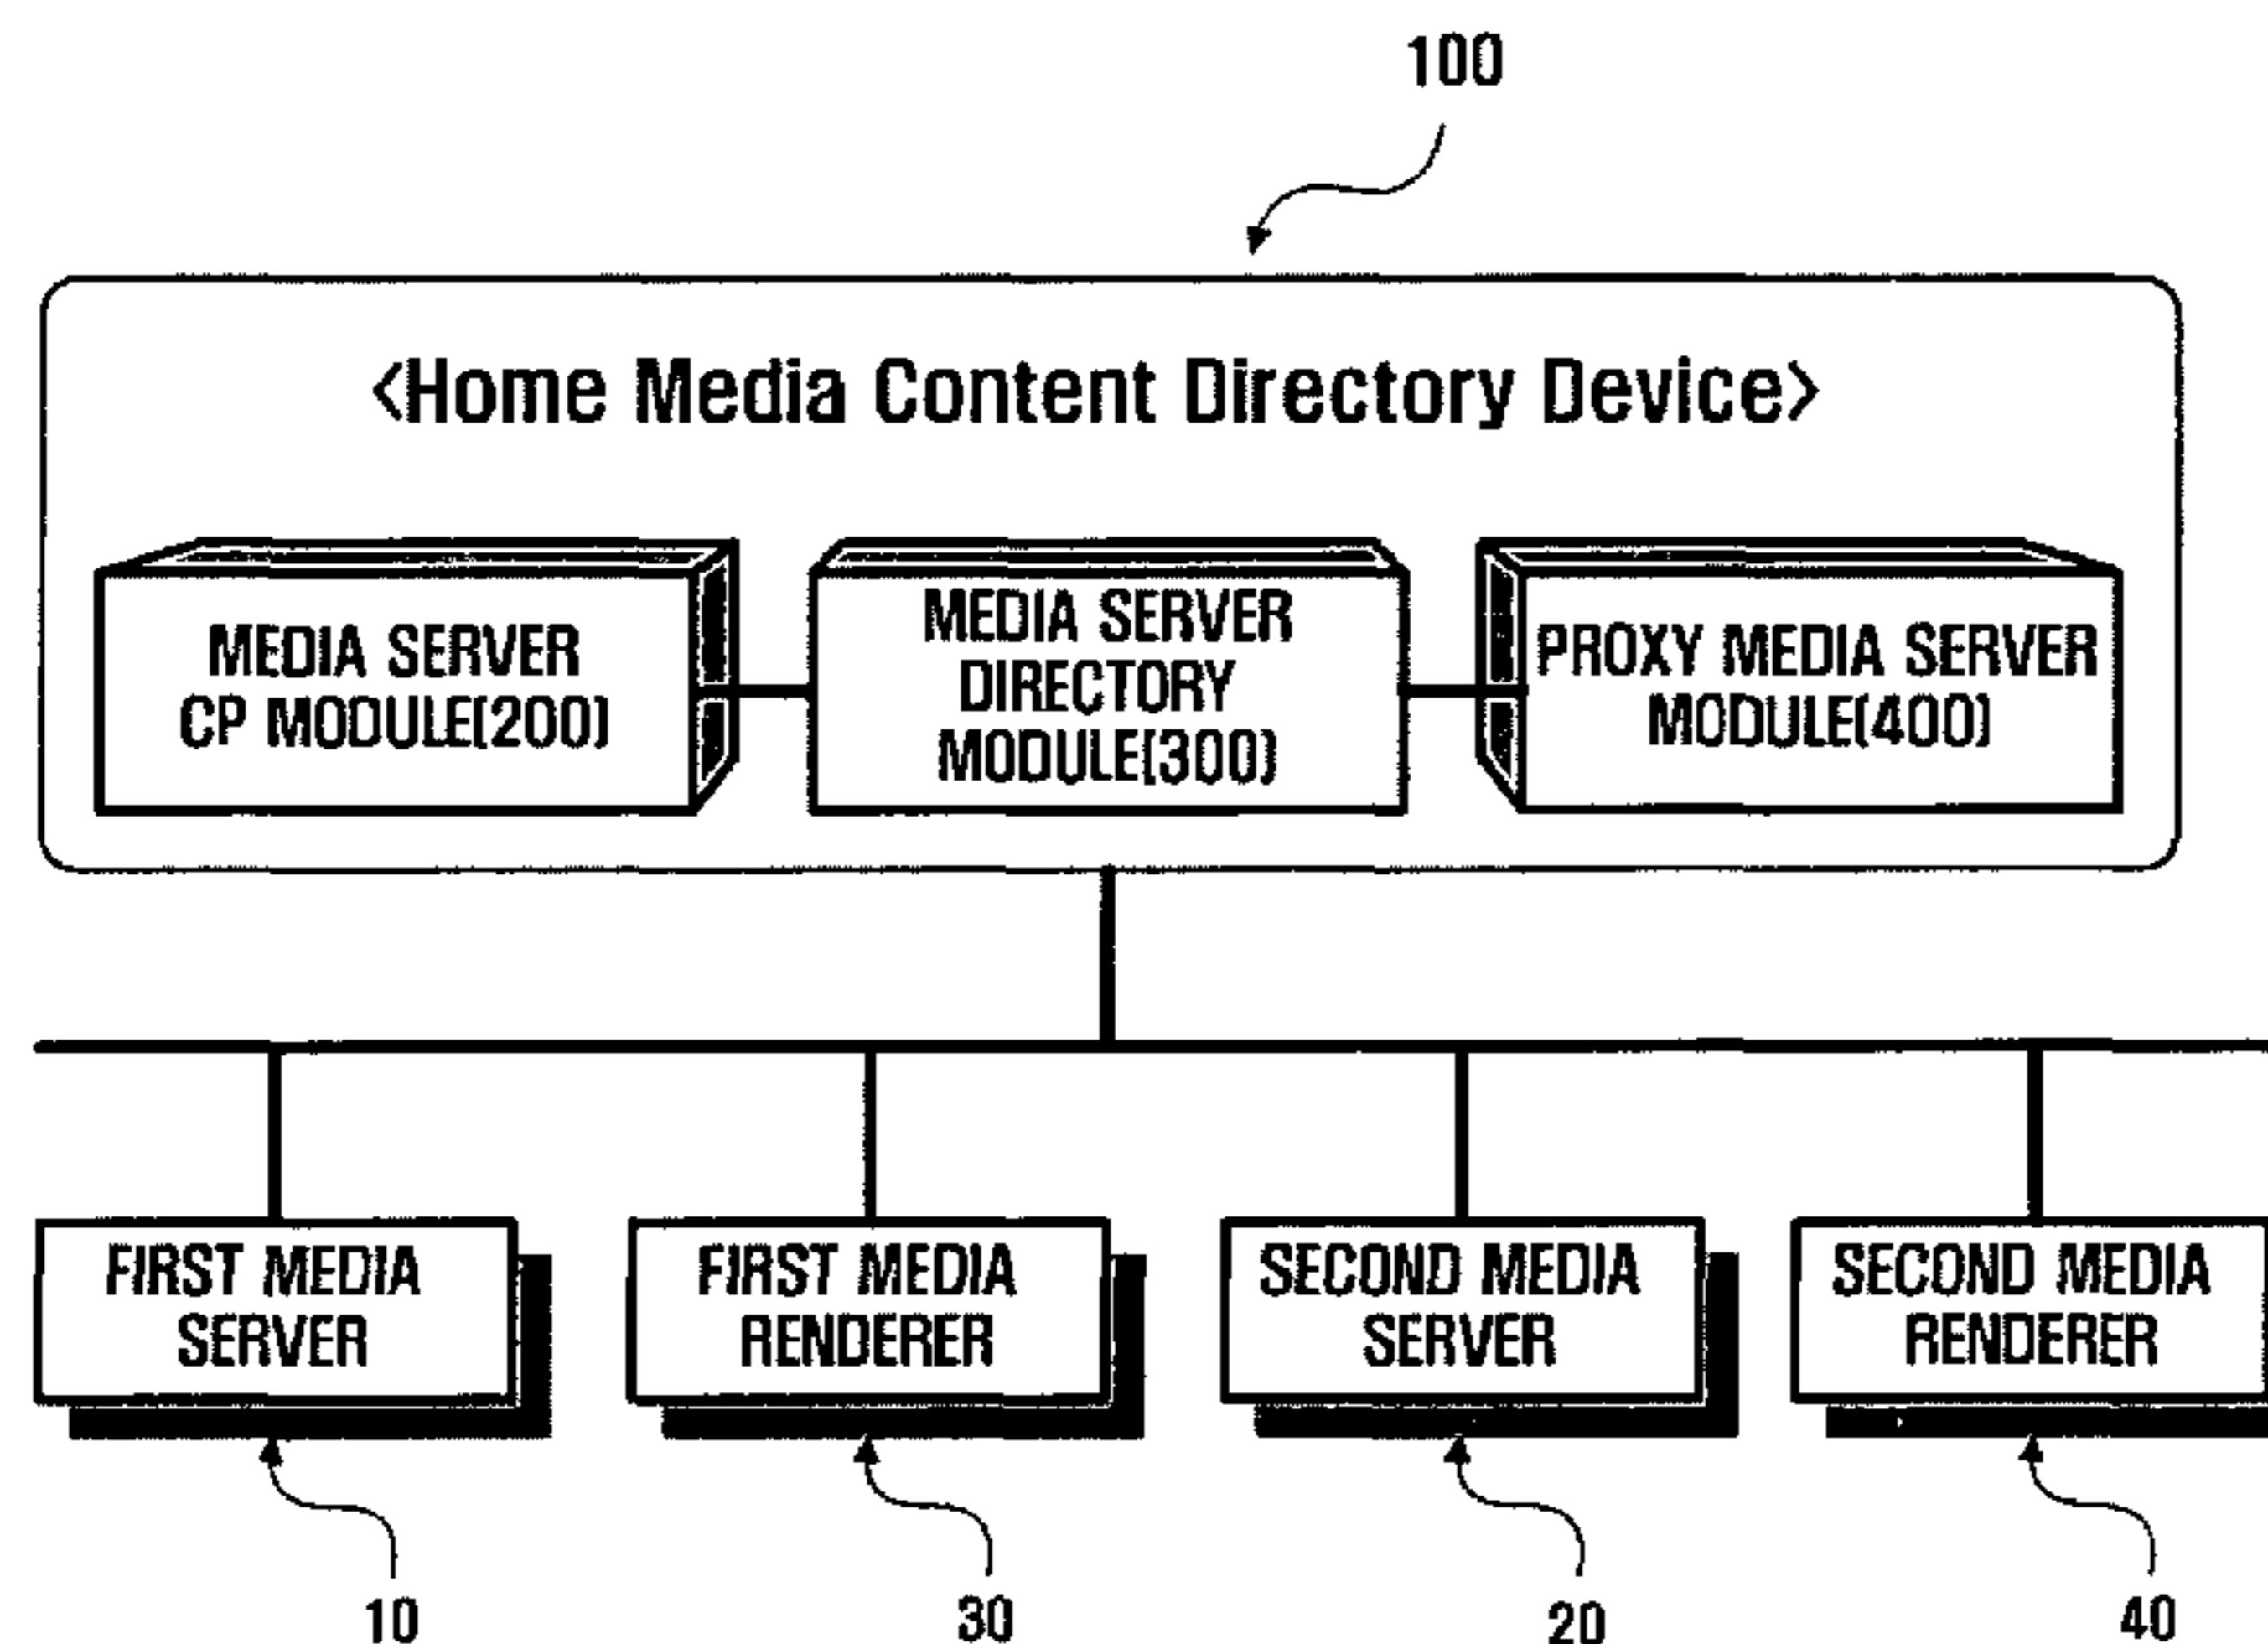 100
<Home Media Content Directory Device>
MEDIA SERVER
CP MODULE(200)
MEDIA SERVER
DIRECTORY
MODULE(300)
PROXY MEDIA SERVER
MODULE(400)
FIRST MEDIA
SERVER
FIRST MEDIA
RENDERER
SECOND MEDIA
SERVER
SECOND MEDIA
RENDERER
10
30
20
40